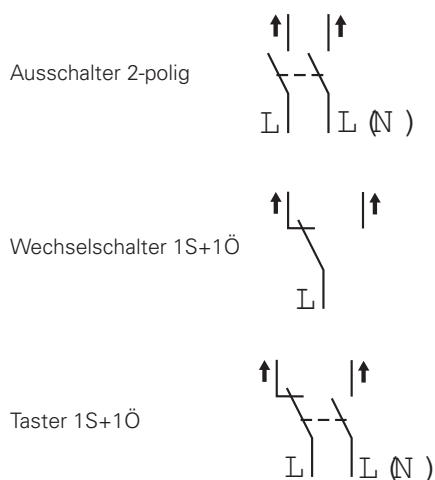 Ausschalter 2-polig
L L (N )
Wechselschalter 1S+1Ö
L
Taster 1S+1Ö
L L (N )